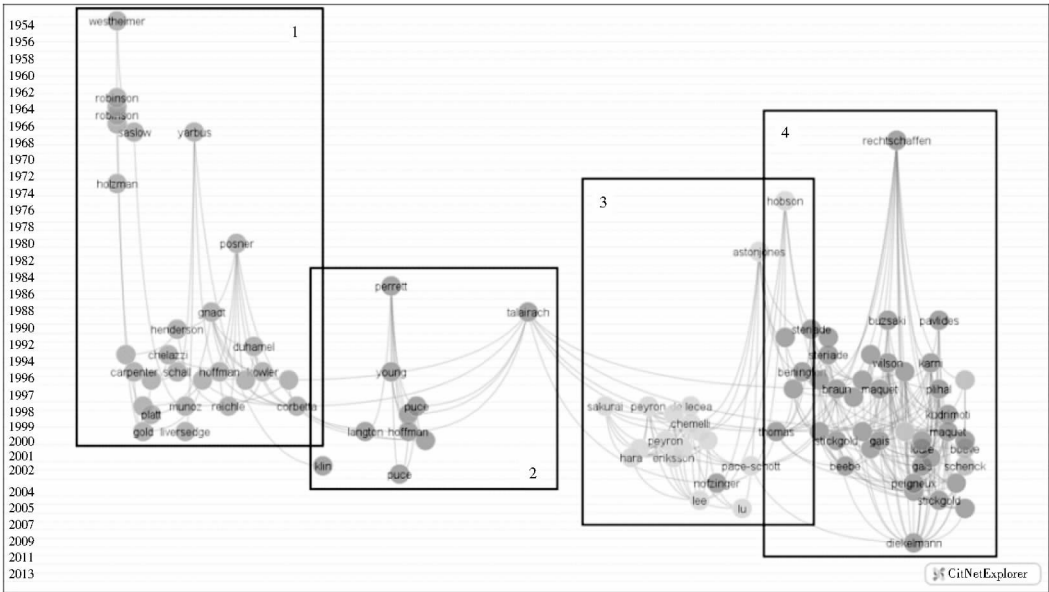 1954
1956
1958
1960
1962
1964
1966
1968
1970
1972
1974
1976
1978
1980
1982
1984
1986
1988
1990
1992
1994
1996
1997
1998
1999
2000
2001
2002
2004
2005
2007
2009
2011
2013
1
westheimer
robinson
robinson
saslow
yarbus
holzman
posner
gnadt
henderson
duhamel
chelazzi
carpenter
schall
hoffman
kowler
platt
munoz
reichle
corbetta
gold
liversedge
perrett
talairach
young
puce
langton
hoffman
klin
puce
2
3
hobson
astonjones
sakurai
peyron
de lecea
chemelli
peyron
hara
eriksson
pace-schott
nofzinger
lee
lu
4
rechtschaffen
steriade
buzsaki
pavlides
steriade
wilson
karni
benington
braun
maquet
plihal
kudrimoti
thomas
stickgold
gais
maquet
louie
boeve
beebe
gais
schenck
peigneux
stickgold
diekelmann
CitNetExplorer